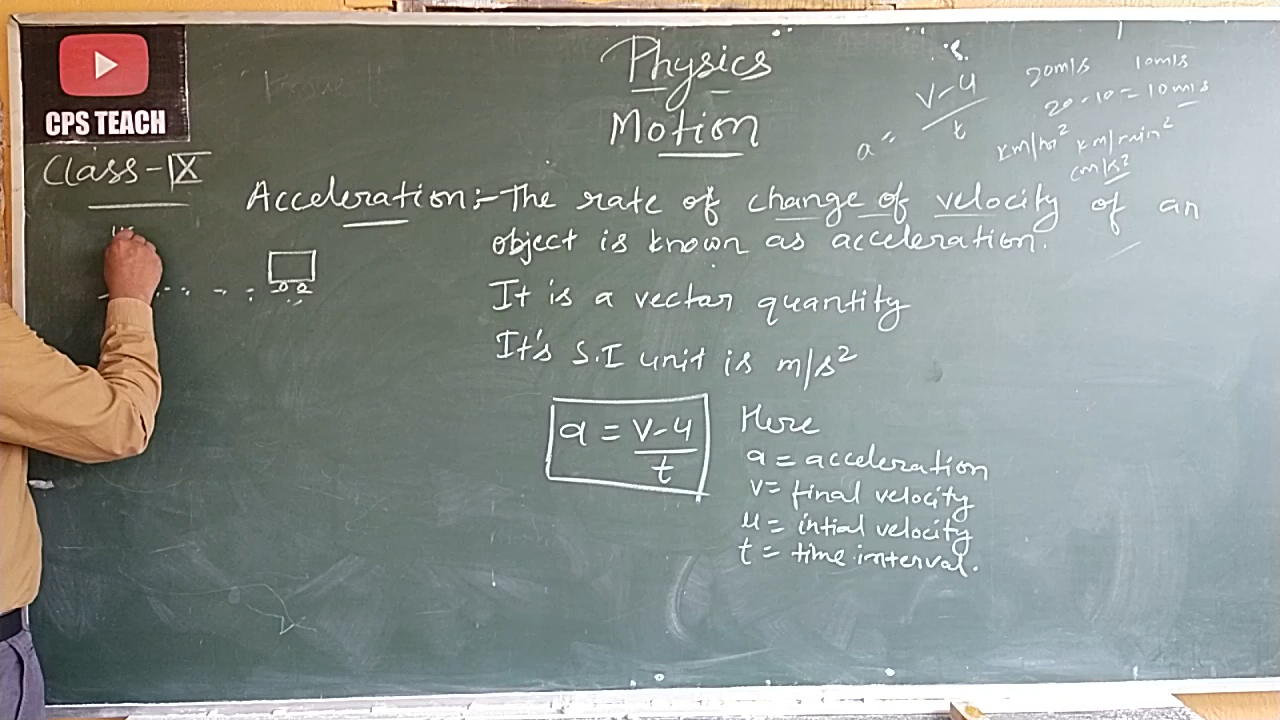 CPS TEACH
Physics
Motion
Class-IX
a = v-u/t
20m/s 10m/s
20-10=10m/s
km/hr² km/min²
cm/s²
Acceleration:- The rate of change of velocity of an
object is known as acceleration.
It is a vector quantity
It's S.I unit is m/s²
a = v-u/t
Here
a = acceleration
v= final velocity
u = intial velocity
t = time interval.